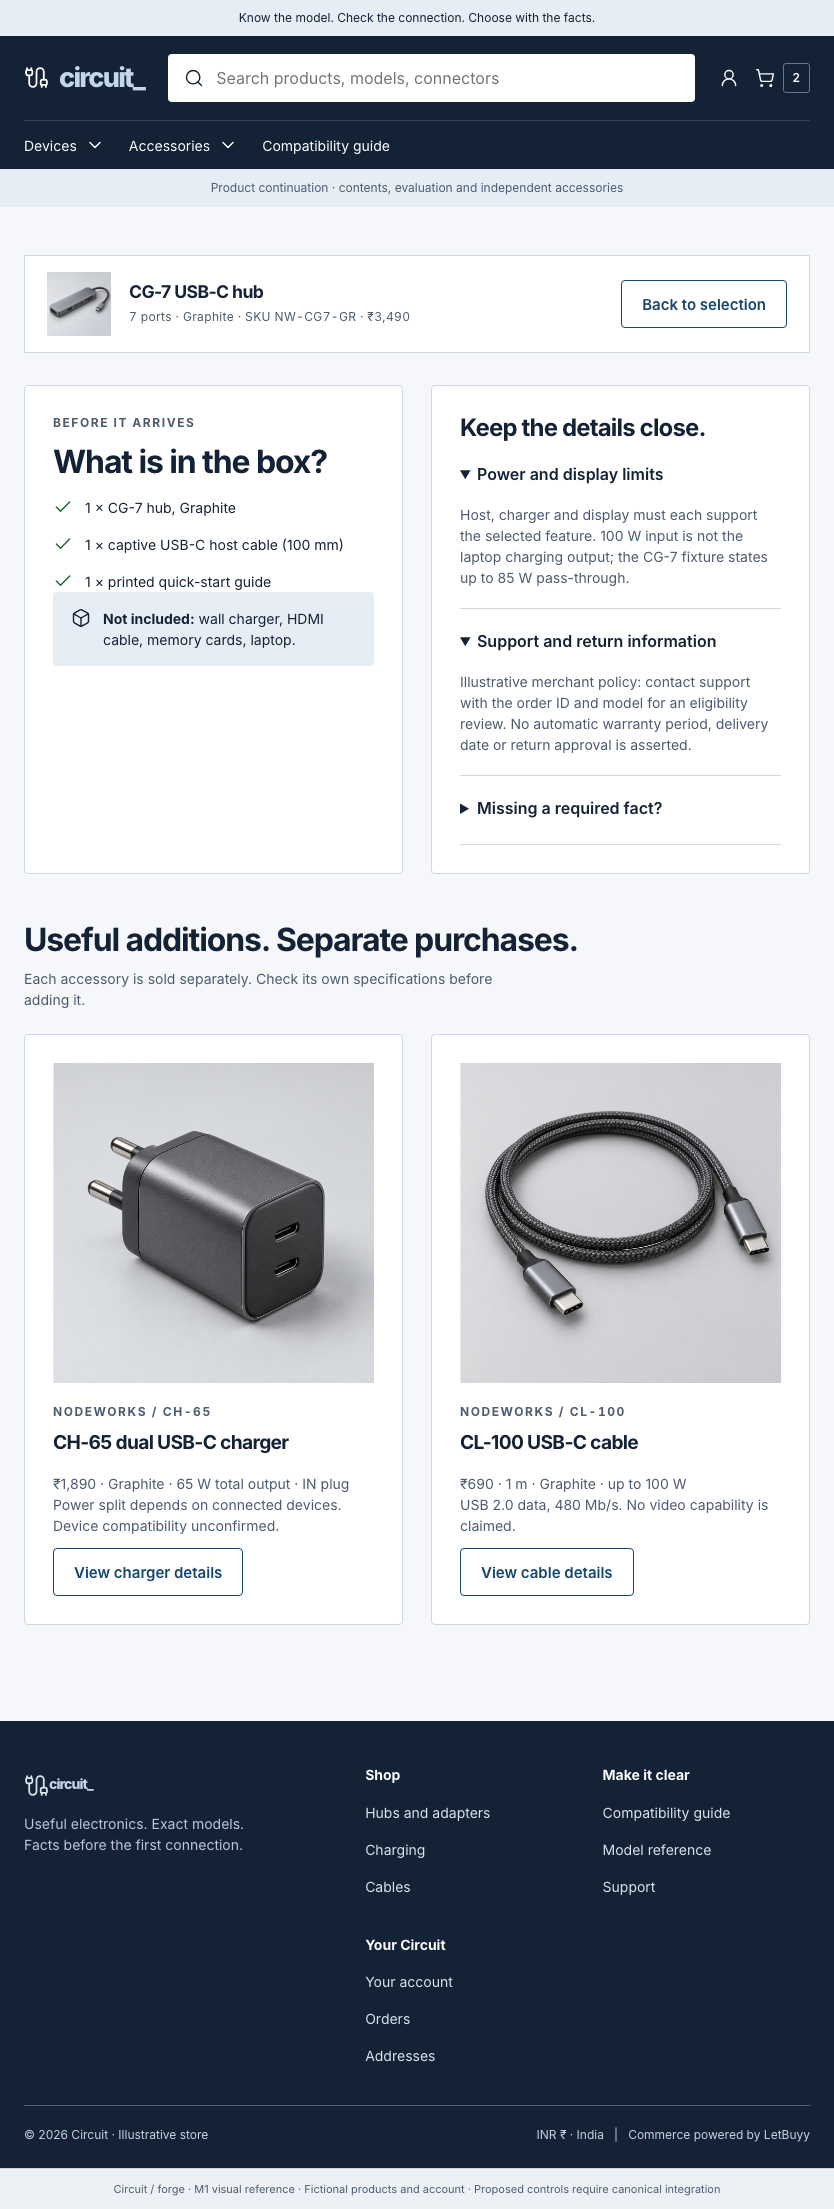 Know the model. Check the connection. Choose with the facts.
circuit_
Search products, models, connectors
2
Devices
Accessories
Compatibility guide
Product continuation · contents, evaluation and independent accessories
CG-7 USB-C hub
7 ports · Graphite · SKU NW-CG7-GR · ₹3,490
Back to selection
BEFORE IT ARRIVES
What is in the box?
1 × CG-7 hub, Graphite
1 × captive USB-C host cable (100 mm)
1 × printed quick-start guide
Not included: wall charger, HDMI
cable, memory cards, laptop.
Keep the details close.
Power and display limits
Host, charger and display must each support
the selected feature. 100 W input is not the
laptop charging output; the CG-7 fixture states
up to 85 W pass-through.
Support and return information
Illustrative merchant policy: contact support
with the order ID and model for an eligibility
review. No automatic warranty period, delivery
date or return approval is asserted.
Missing a required fact?
Useful additions. Separate purchases.
Each accessory is sold separately. Check its own specifications before
adding it.
NODEWORKS / CH-65
CH-65 dual USB-C charger
₹1,890 · Graphite · 65 W total output · IN plug
Power split depends on connected devices.
Device compatibility unconfirmed.
View charger details
NODEWORKS / CL-100
CL-100 USB-C cable
₹690 · 1 m · Graphite · up to 100 W
USB 2.0 data, 480 Mb/s. No video capability is
claimed.
View cable details
circuit_
Useful electronics. Exact models.
Facts before the first connection.
Shop
Hubs and adapters
Charging
Cables
Make it clear
Compatibility guide
Model reference
Support
Your Circuit
Your account
Orders
Addresses
© 2026 Circuit · Illustrative store
INR ₹ · India | Commerce powered by LetBuyy
Circuit / forge · M1 visual reference · Fictional products and account · Proposed controls require canonical integration